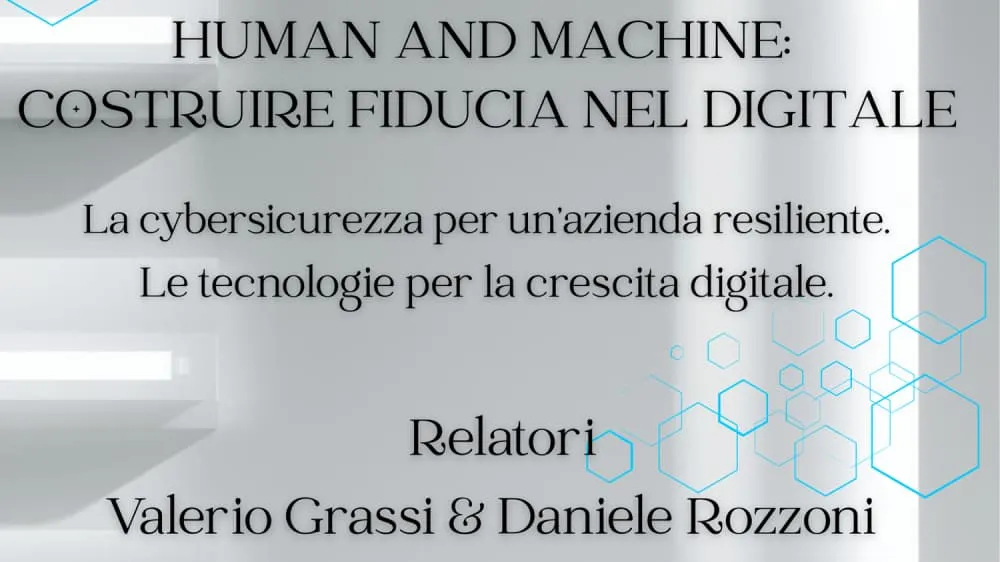 HUMAN AND MACHINE:
COSTRUIRE FIDUCIA NEL DIGITALE
La cybersicurezza per un'azienda resiliente.
Le tecnologie per la crescita digitale.
Relatori
Valerio Grassi & Daniele Rozzoni